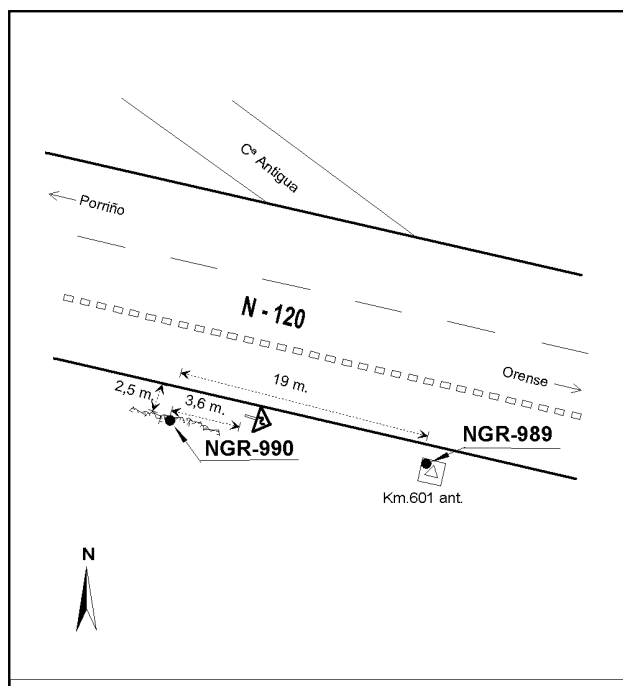 Cª Antigua
Porriño
N - 120
Orense
19 m.
2,5 m.
3,6 m.
NGR-990
NGR-989
Km.601 ant.
N